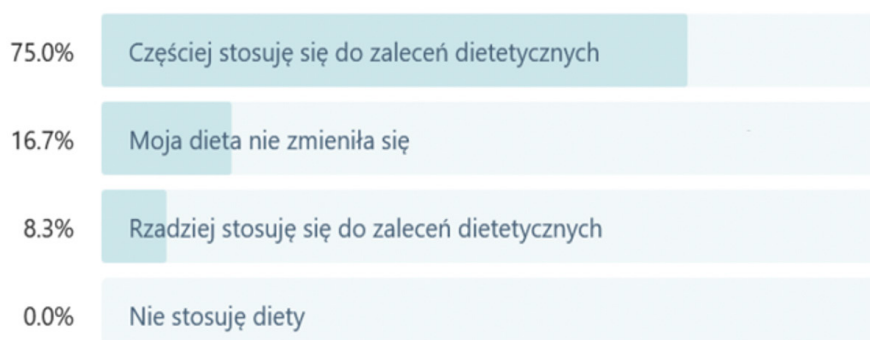 75.0% Częściej stosuję się do zaleceń dietetycznych
16.7% Moja dieta nie zmieniła się
8.3% Rzadziej stosuję się do zaleceń dietetycznych
0.0% Nie stosuję diety